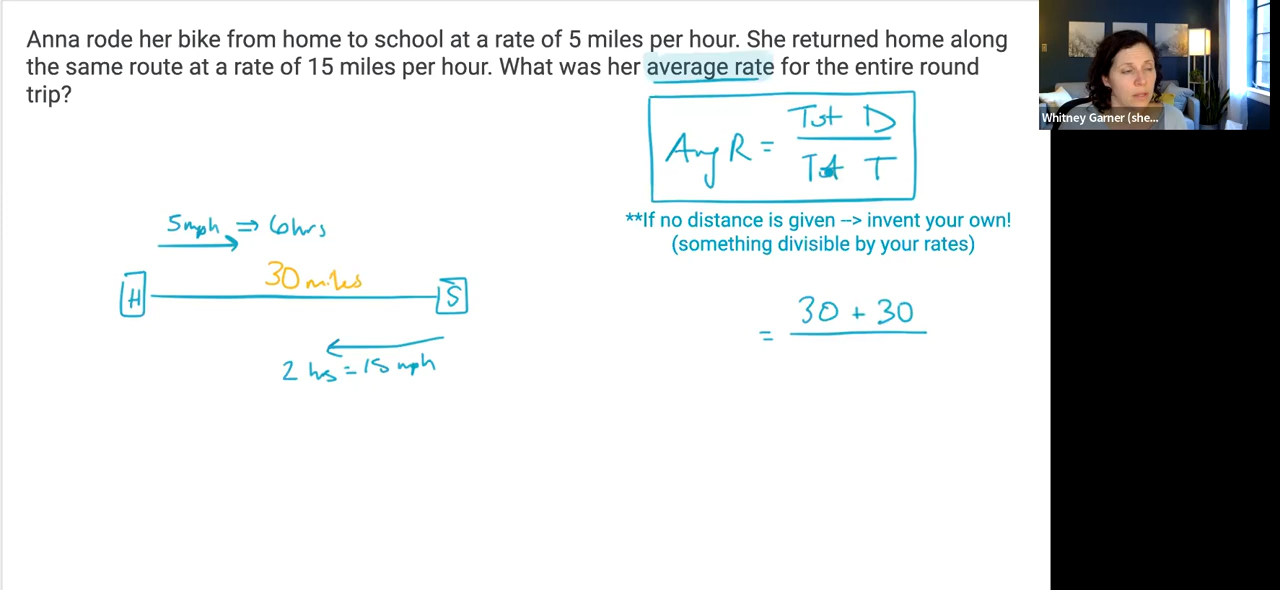 Anna rode her bike from home to school at a rate of 5 miles per hour. She returned home along
the same route at a rate of 15 miles per hour. What was her average rate for the entire round
trip?
Whitney Garner (she...
Avg R = Tot D
Tot T
**If no distance is given --> invent your own!
(something divisible by your rates)
5mph ⇒ 6hrs
30 miles
H
S
2 hrs = 15 mph
= 30 + 30